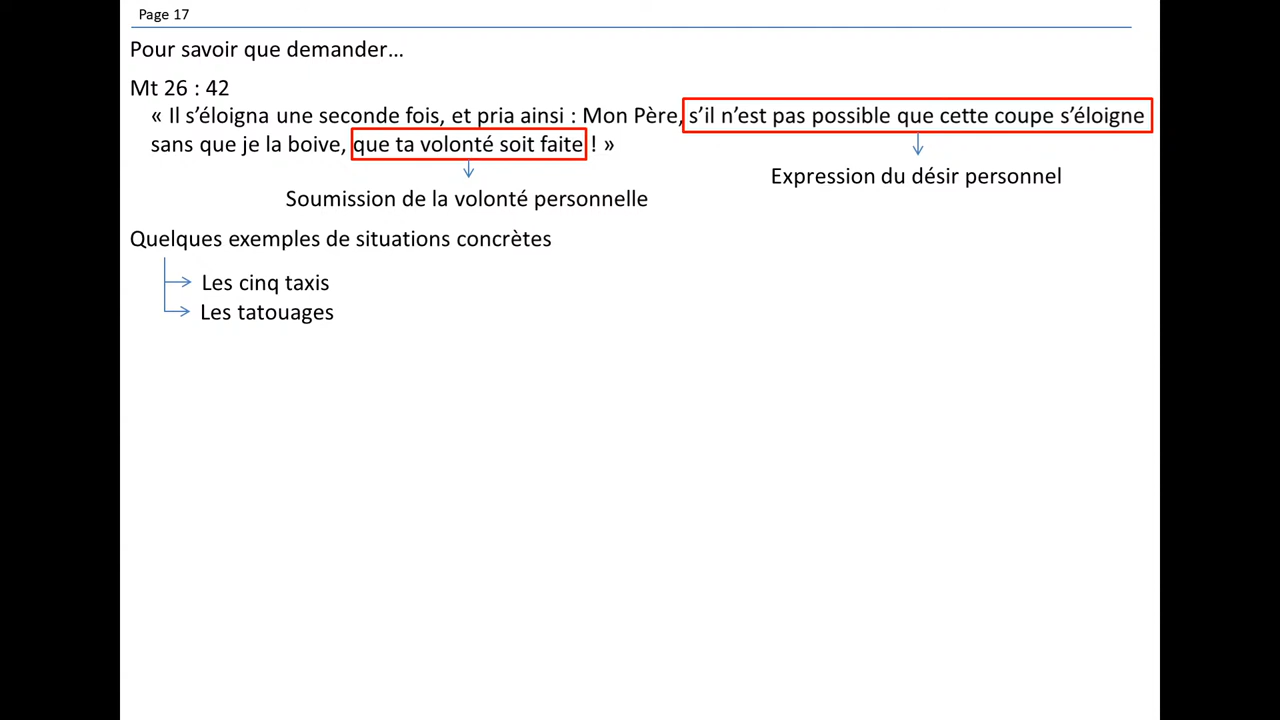 Page 17
Pour savoir que demander…
Mt 26 : 42
« Il s’éloigna une seconde fois, et pria ainsi : Mon Père, s’il n’est pas possible que cette coupe s’éloigne
sans que je la boive, que ta volonté soit faite ! »
Expression du désir personnel
Soumission de la volonté personnelle
Quelques exemples de situations concrètes
Les cinq taxis
Les tatouages